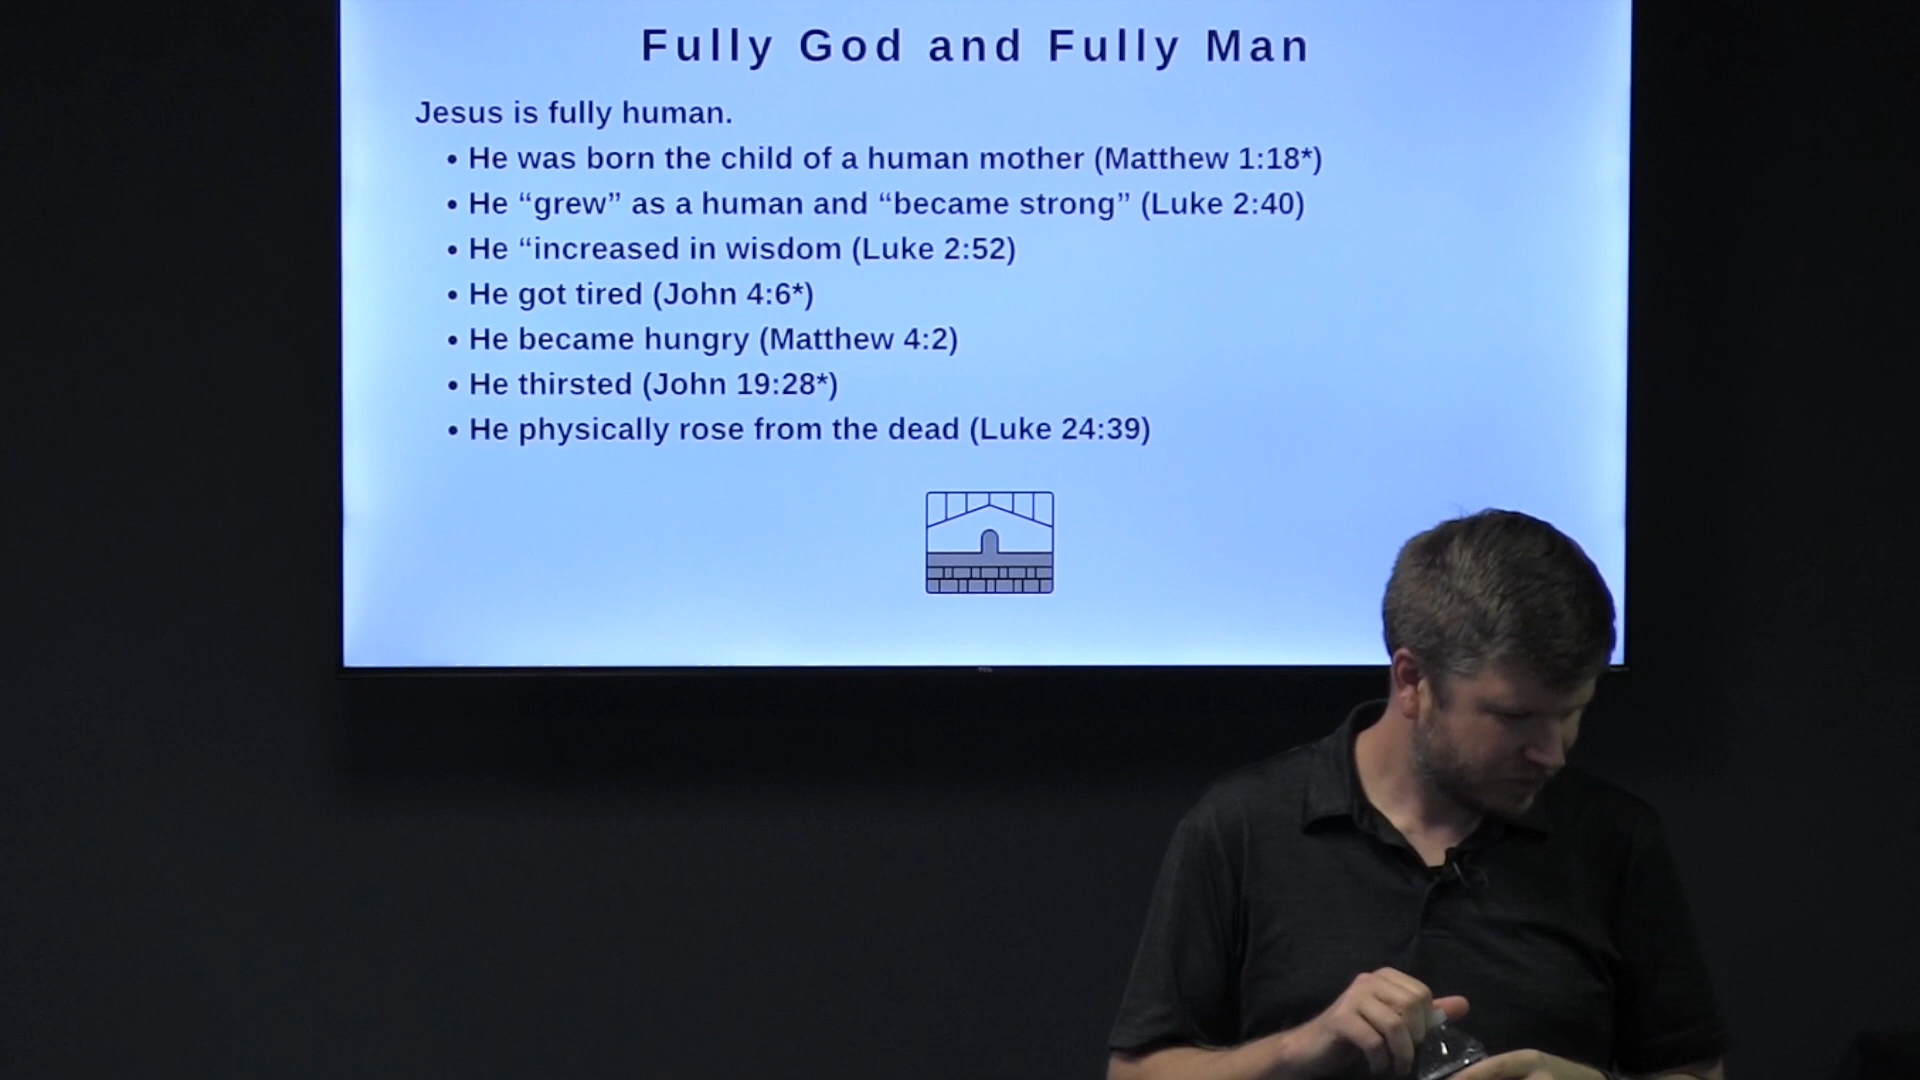 Fully God and Fully Man
Jesus is fully human.
• He was born the child of a human mother (Matthew 1:18*)
• He “grew” as a human and “became strong” (Luke 2:40)
• He “increased in wisdom (Luke 2:52)
• He got tired (John 4:6*)
• He became hungry (Matthew 4:2)
• He thirsted (John 19:28*)
• He physically rose from the dead (Luke 24:39)
TCL